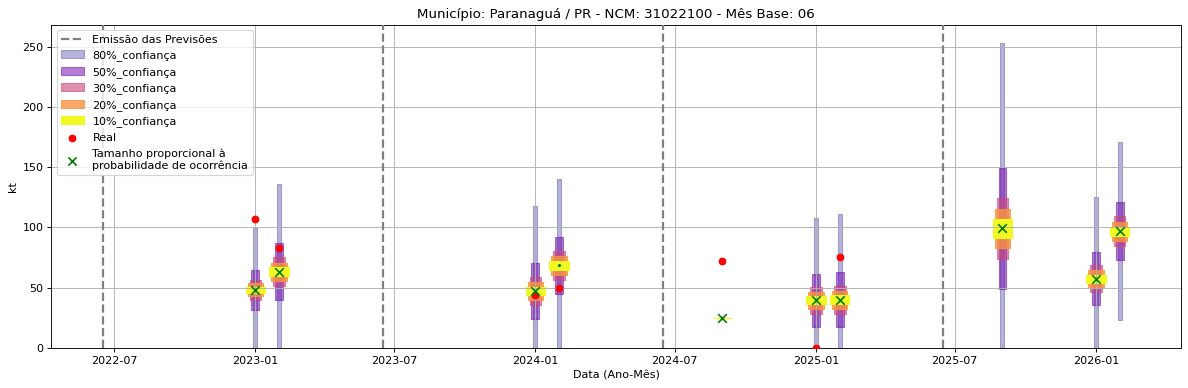 Município: Paranaguá / PR - NCM: 31022100 - Mês Base: 06
kt
250
200
150
100
50
0
Emissão das Previsões
80%_confiança
50%_confiança
30%_confiança
20%_confiança
10%_confiança
Real
Tamanho proporcional à
probabilidade de ocorrência
2022-07
2023-01
2023-07
2024-01
2024-07
2025-01
2025-07
2026-01
Data (Ano-Mês)